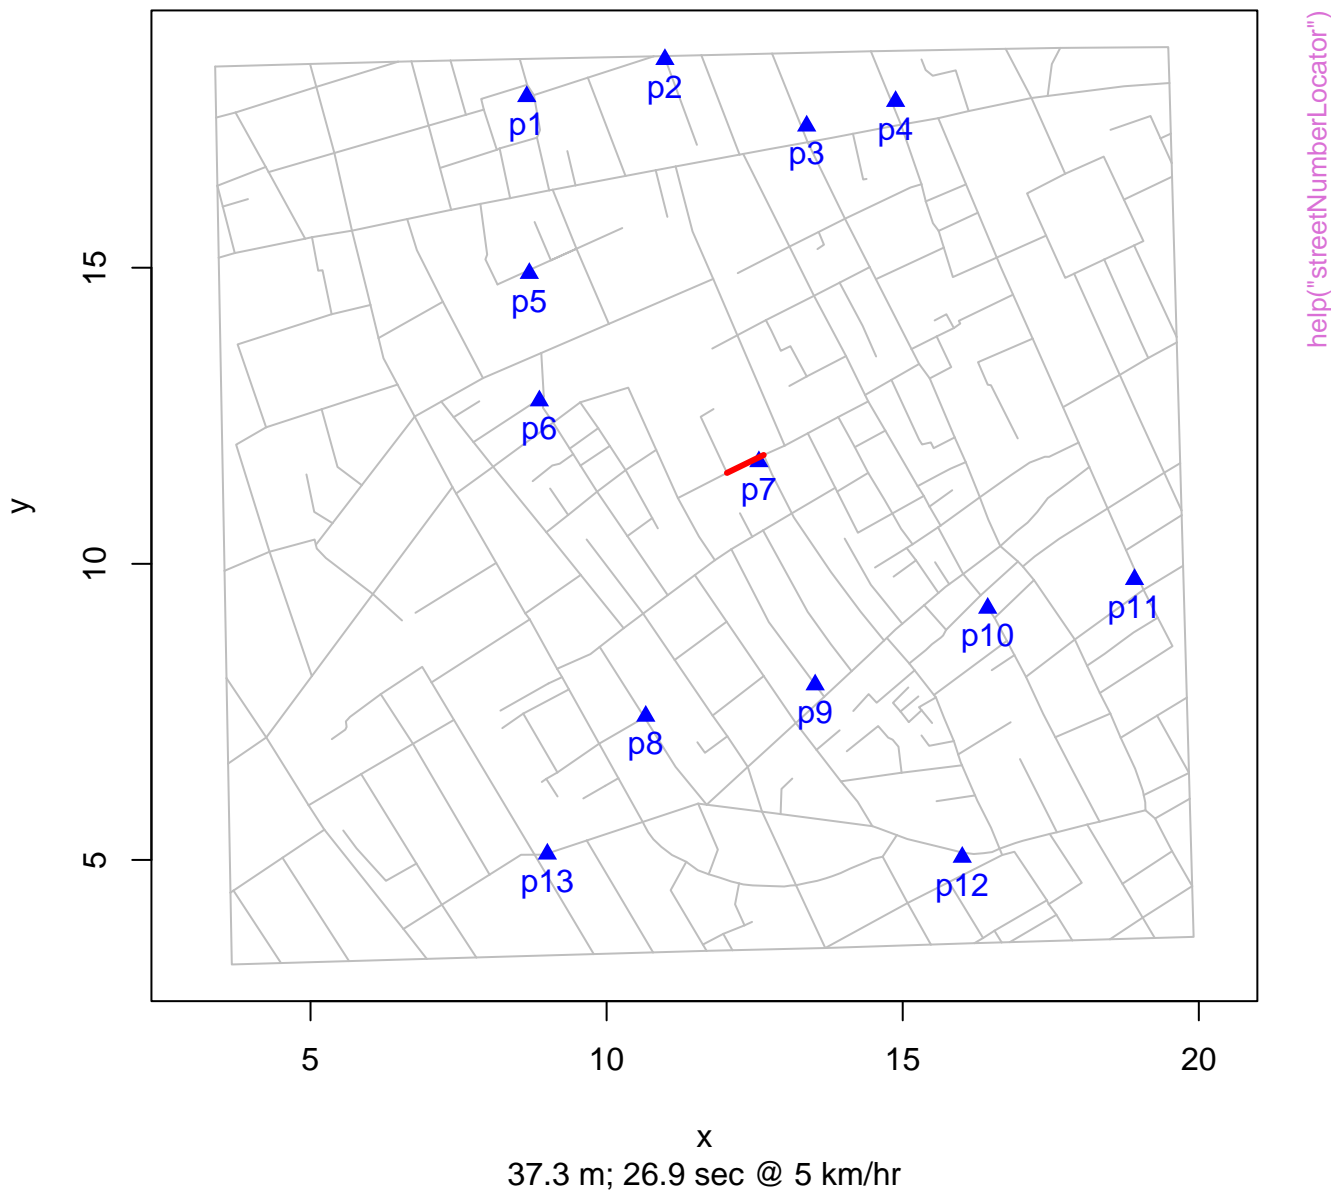 p1
p2
p3
p4
p5
p6
p7
p8
p9
p10
p11
p12
p13
15
10
5
y
5
10
15
20
x
37.3 m; 26.9 sec @ 5 km/hr
help("streetNumberLocator")